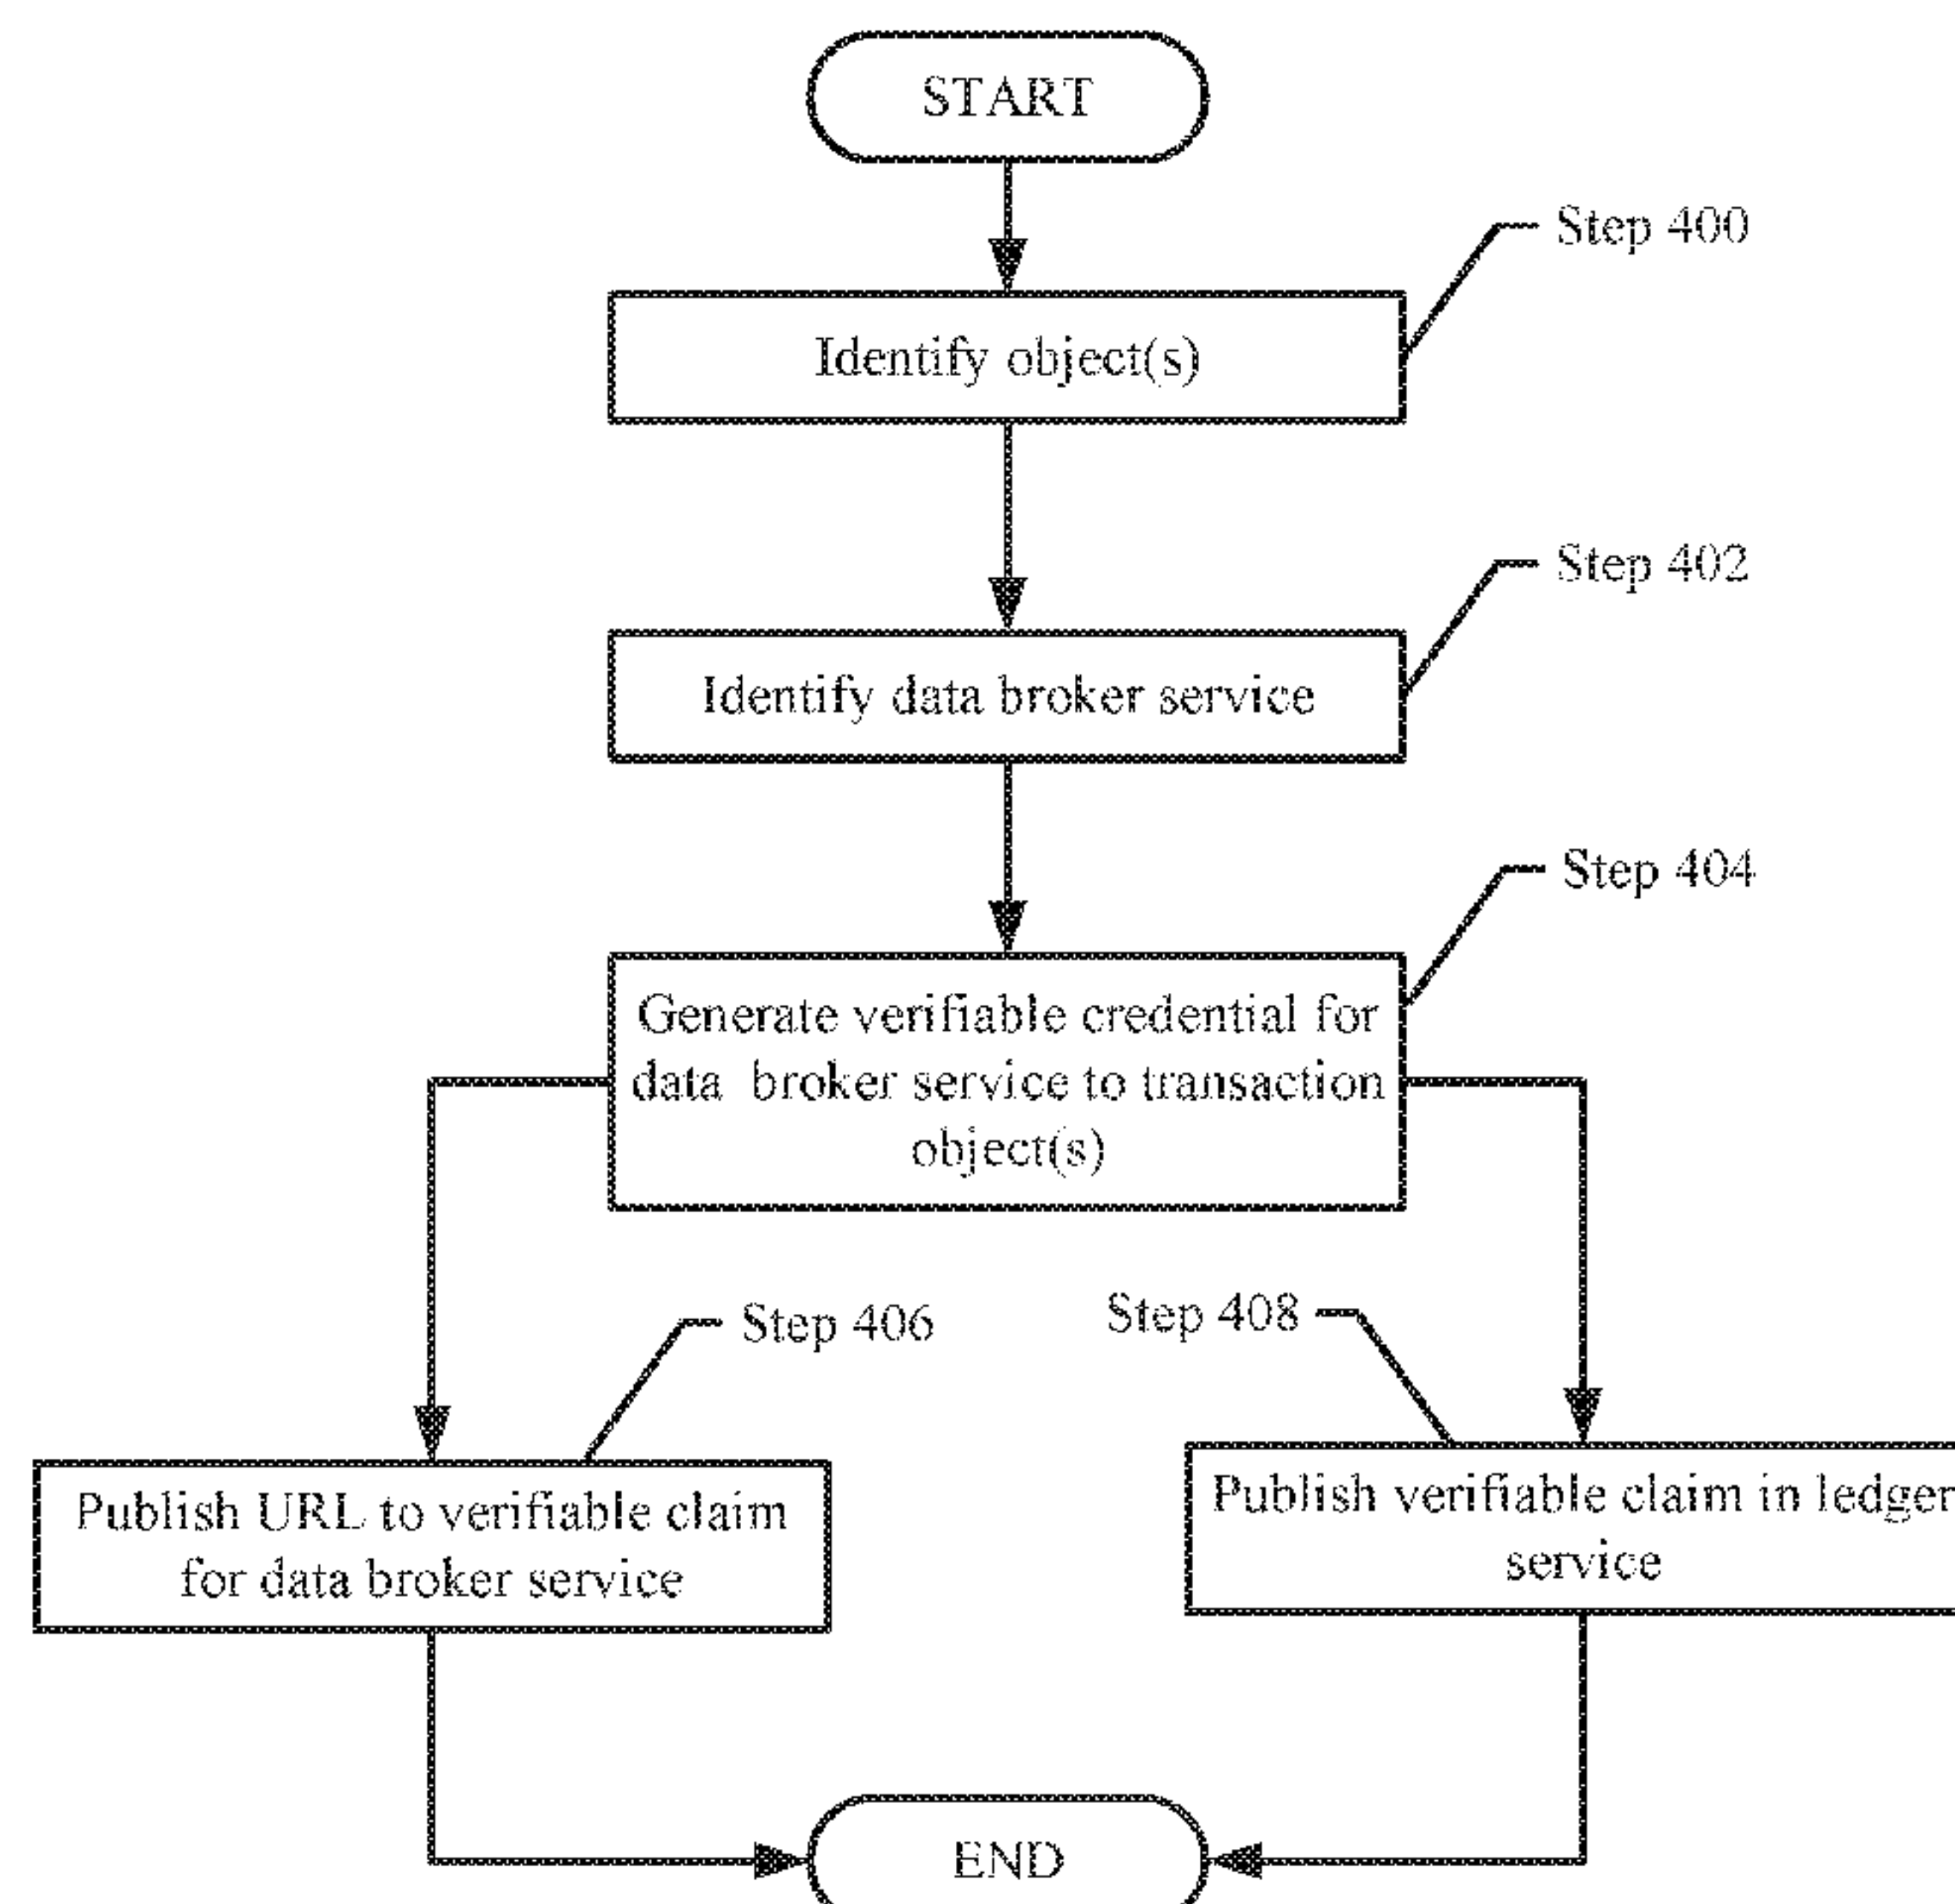 START
Step 400
Identify object(s)
Step 402
Identify data broker service
Step 404
Generate verifiable credential for
data broker service to transaction
object(s)
Step 406
Step 408
Publish URL to verifiable claim
for data broker service
Publish verifiable claim in ledger
service
END